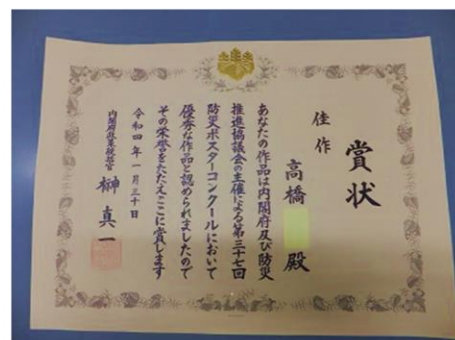 賞状
佳作
高橋 殿
あなたの作品は内閣府及び防災
推進協議会の主催による第三十七回
防災ポスターコンクールにおいて
優秀な作品と認められましたので
その栄誉をたたえここに賞します
令和四年一月三十日
内閣府政策統括官
榊真一